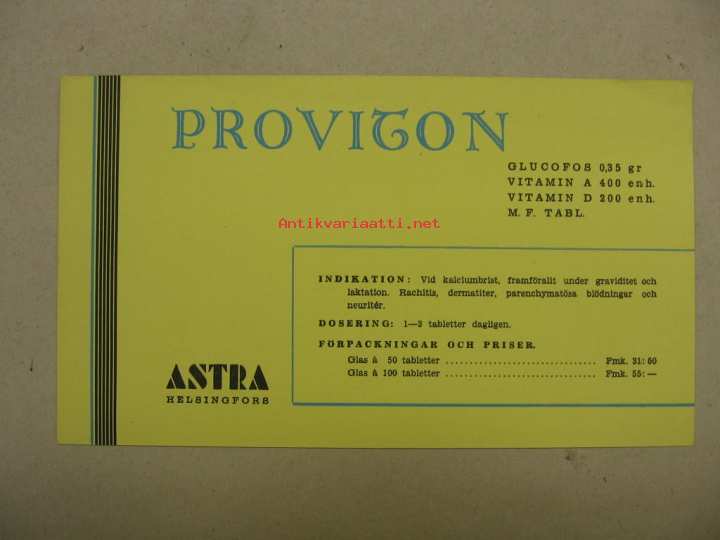 PROVITON
GLUCOFOS 0,35 gr
VITAMIN A 400 enh.
VITAMIN D 200 enh.
M. F. TABL.
Antikvariaatti.net
INDIKATION: Vid kalciumbrist, framförallt under graviditet och
laktation. Rachitis, dermatiter, parenchymatösa blödningar och
neuritér.
DOSERING: 1—3 tabletter dagligen.
FÖRPACKNINGAR OCH PRISER.
Glas à 50 tabletter ................................ Fmk. 31:50
Glas à 100 tabletter ................................ Fmk. 55:—
ASTRA
HELSINGFORS